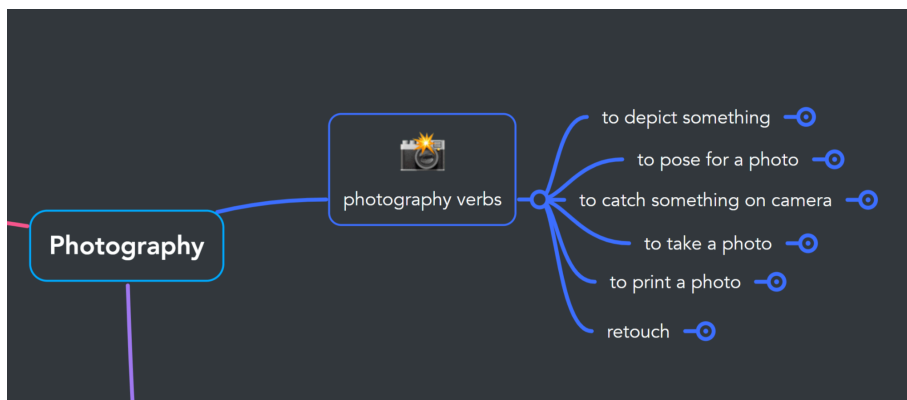 Photography
photography verbs
to depict something
to pose for a photo
to catch something on camera
to take a photo
to print a photo
retouch